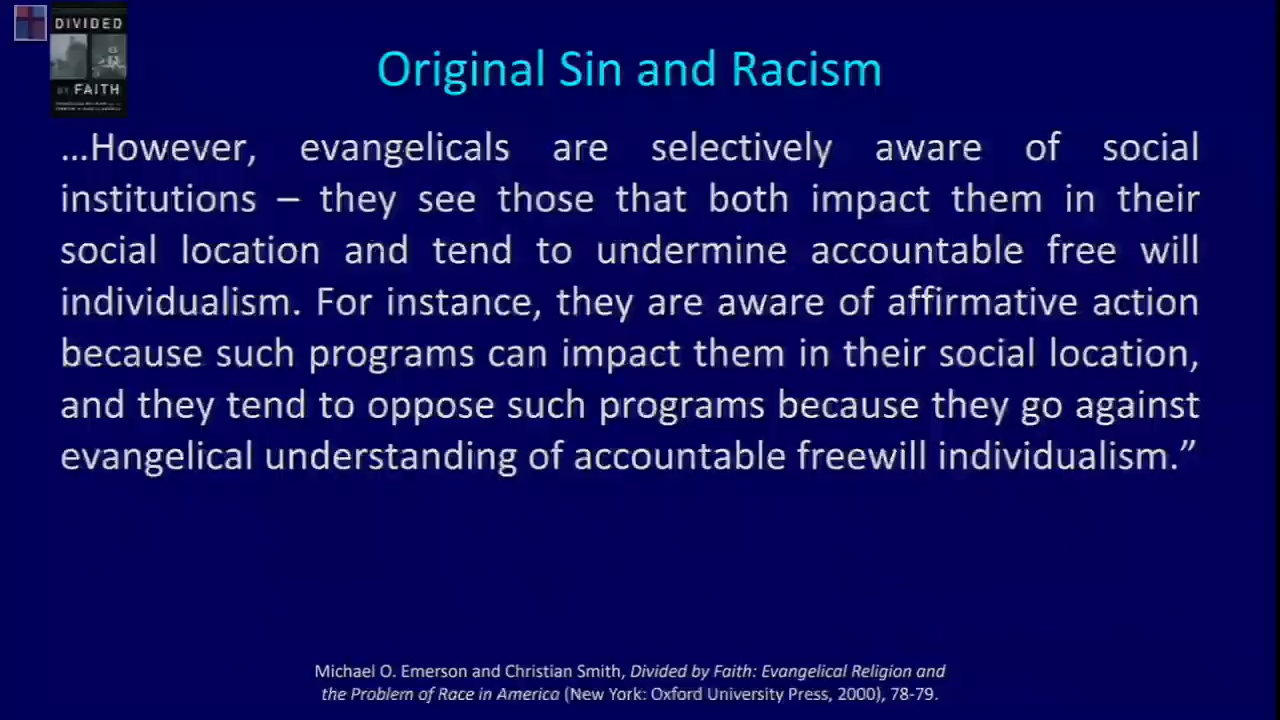 DIVIDED
BY FAITH
Original Sin and Racism
…However, evangelicals are selectively aware of social
institutions – they see those that both impact them in their
social location and tend to undermine accountable free will
individualism. For instance, they are aware of affirmative action
because such programs can impact them in their social location,
and they tend to oppose such programs because they go against
evangelical understanding of accountable freewill individualism.”
Michael O. Emerson and Christian Smith, Divided by Faith: Evangelical Religion and
the Problem of Race in America (New York: Oxford University Press, 2000), 78-79.